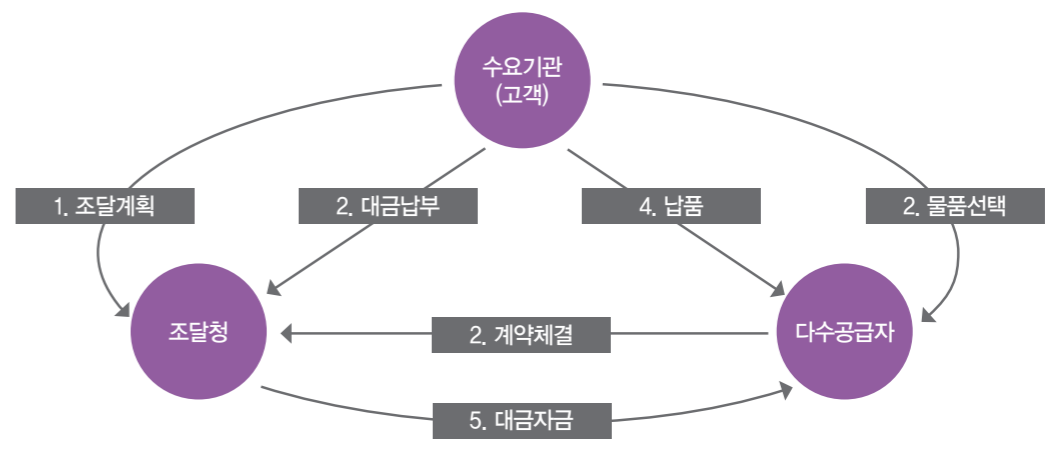 수요기관
(고객)
1. 조달계획
2. 대금납부
4. 납품
2. 물품선택
조달청
2. 계약체결
다수공급자
5. 대금자금